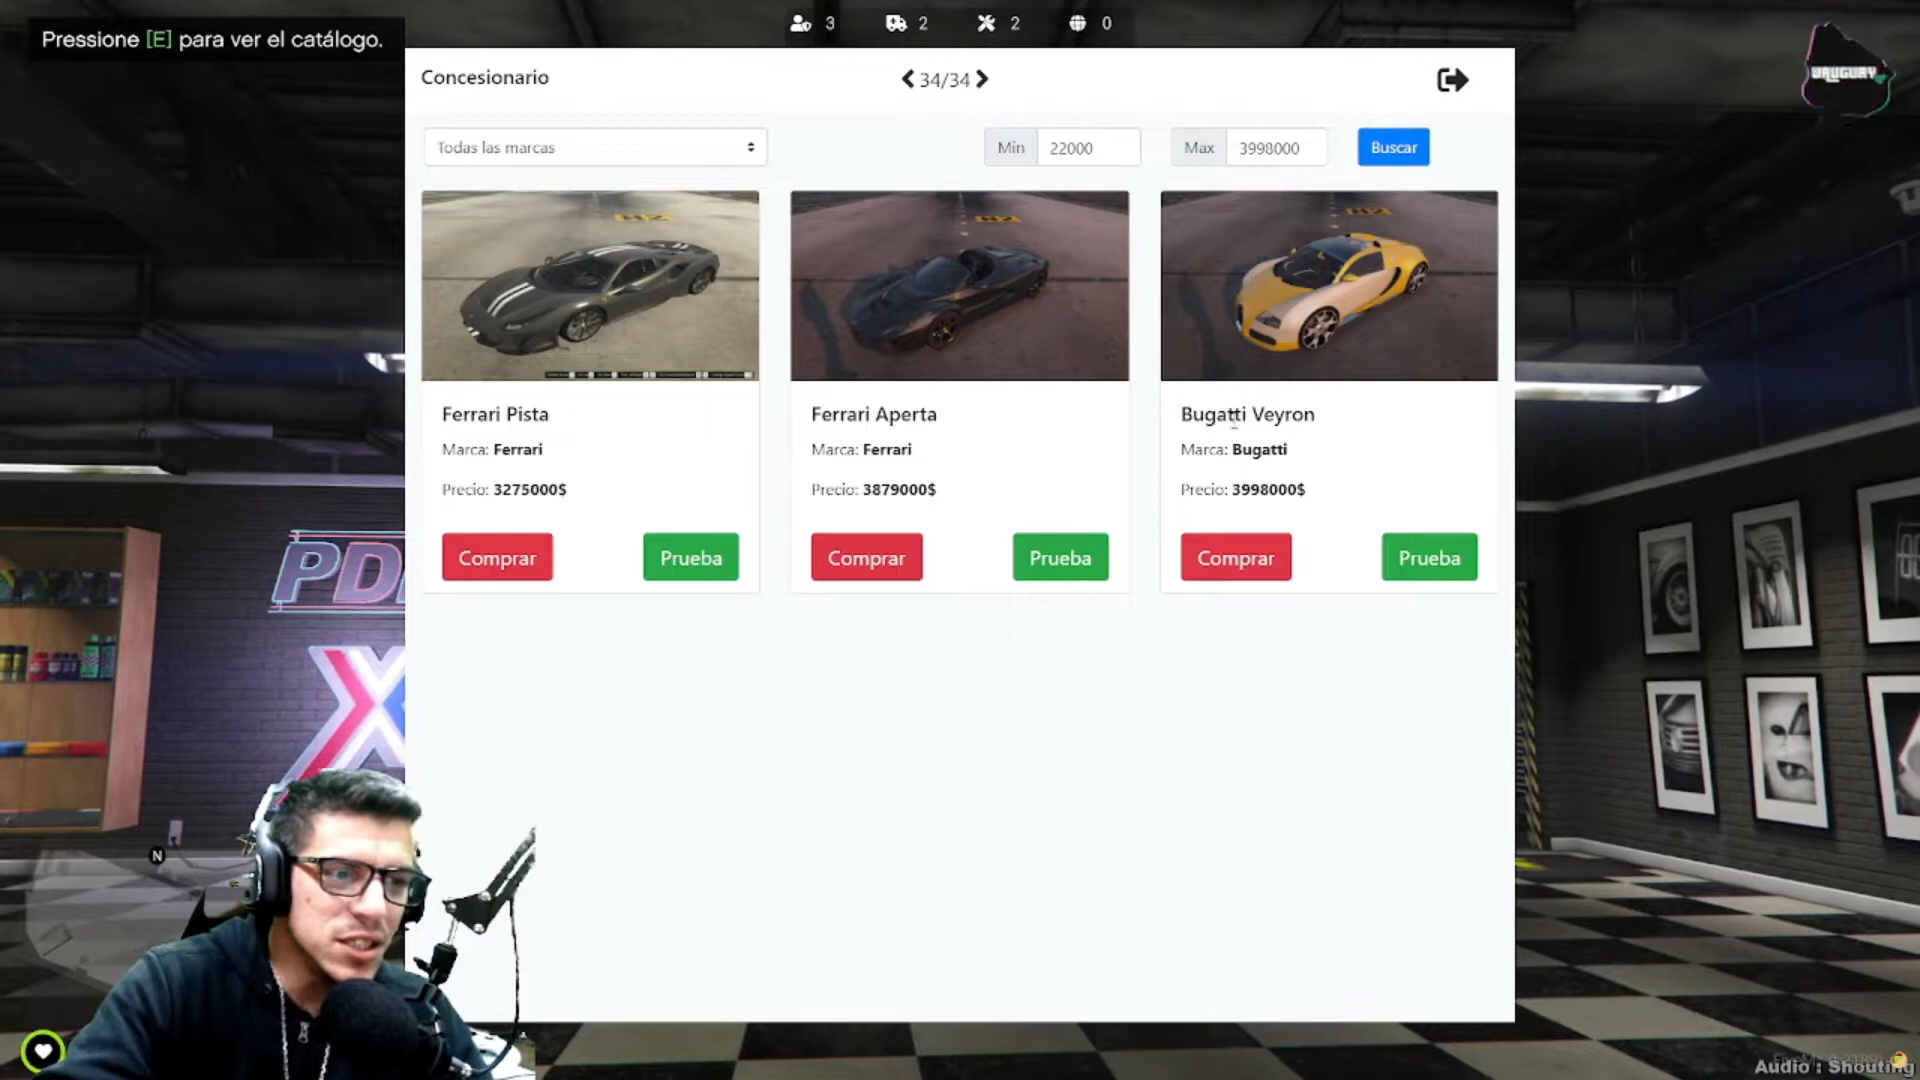 Pressione [E] para ver el catálogo.
3 2 2 0
URUGUAY
Concesionario
34/34
Todas las marcas
Min 22000
Max 3998000
Buscar
Ferrari Pista
Marca: Ferrari
Precio: 3275000$
Comprar Prueba
Ferrari Aperta
Marca: Ferrari
Precio: 3879000$
Comprar Prueba
Bugatti Veyron
Marca: Bugatti
Precio: 3998000$
Comprar Prueba
PD
X
N
Audio : Shouting